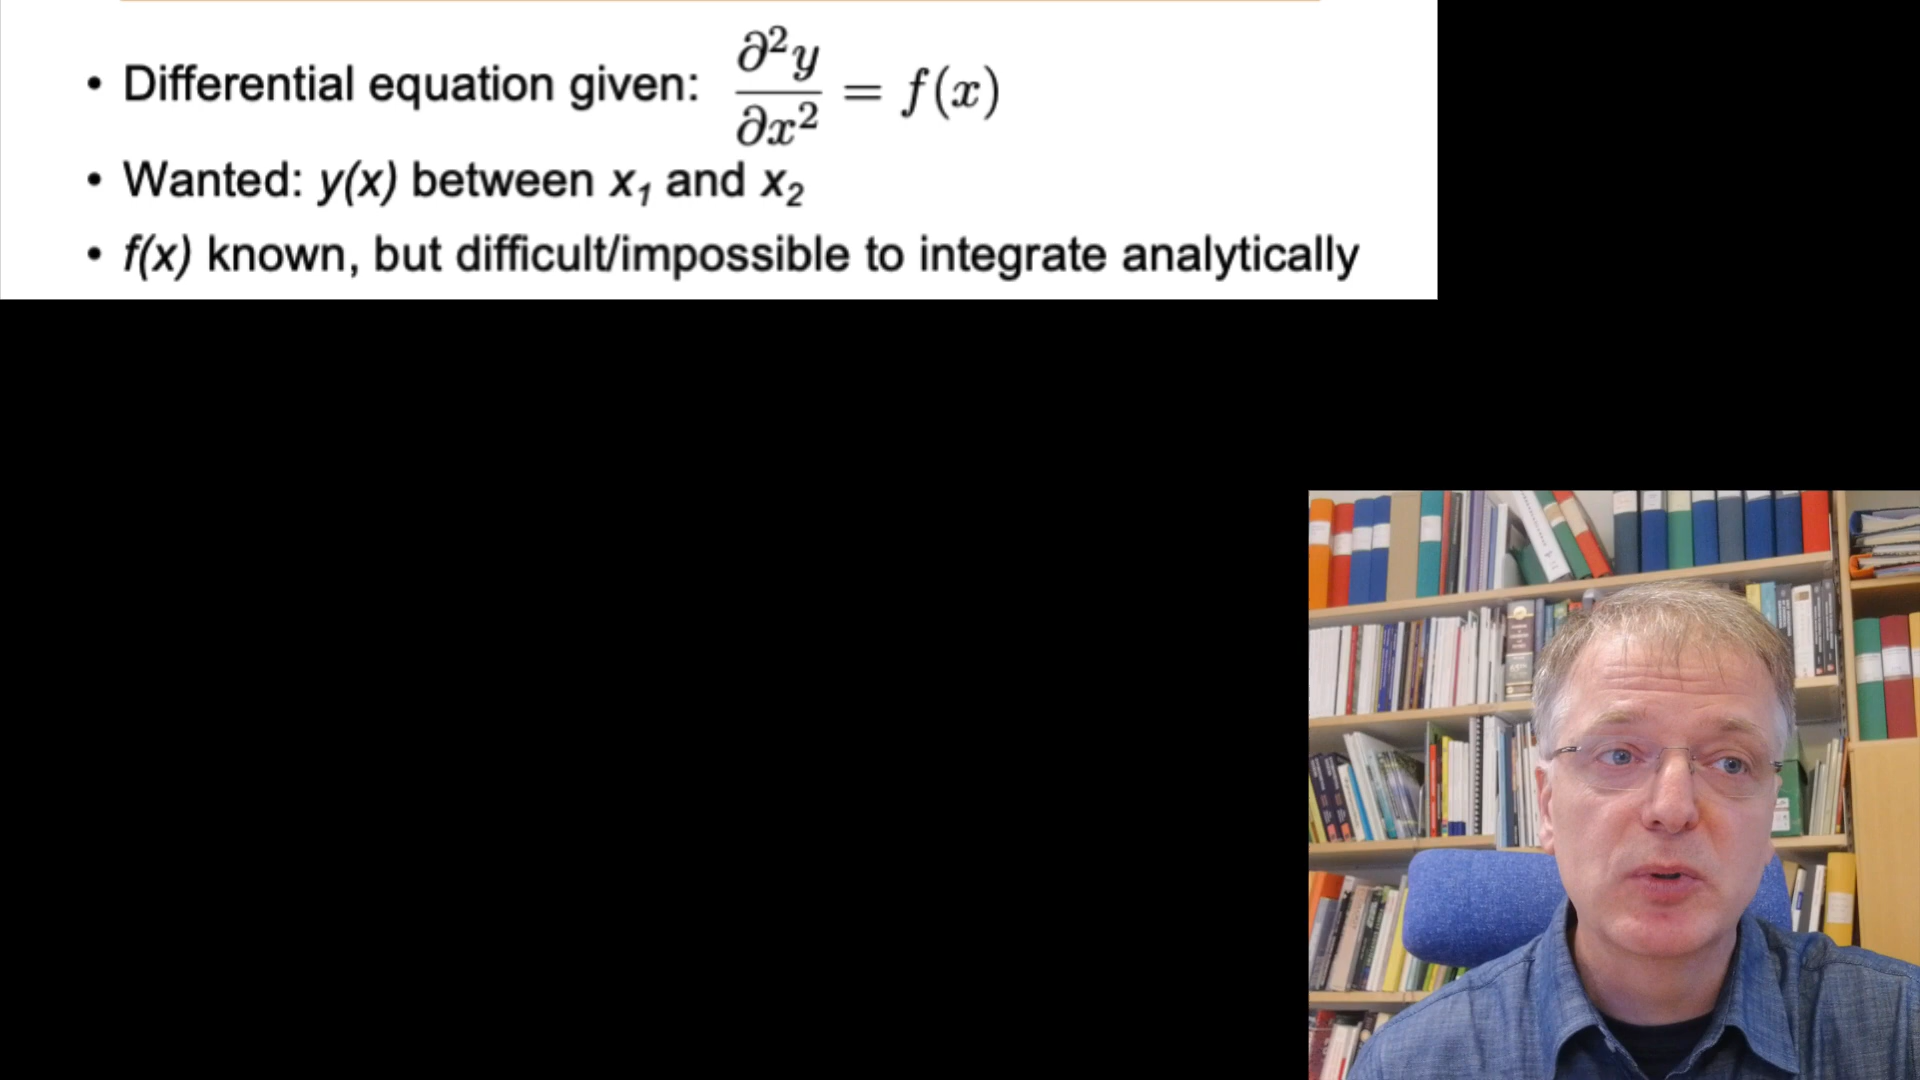 • Differential equation given: ∂²y/∂x² = f(x)
• Wanted: y(x) between x₁ and x₂
• f(x) known, but difficult/impossible to integrate analytically